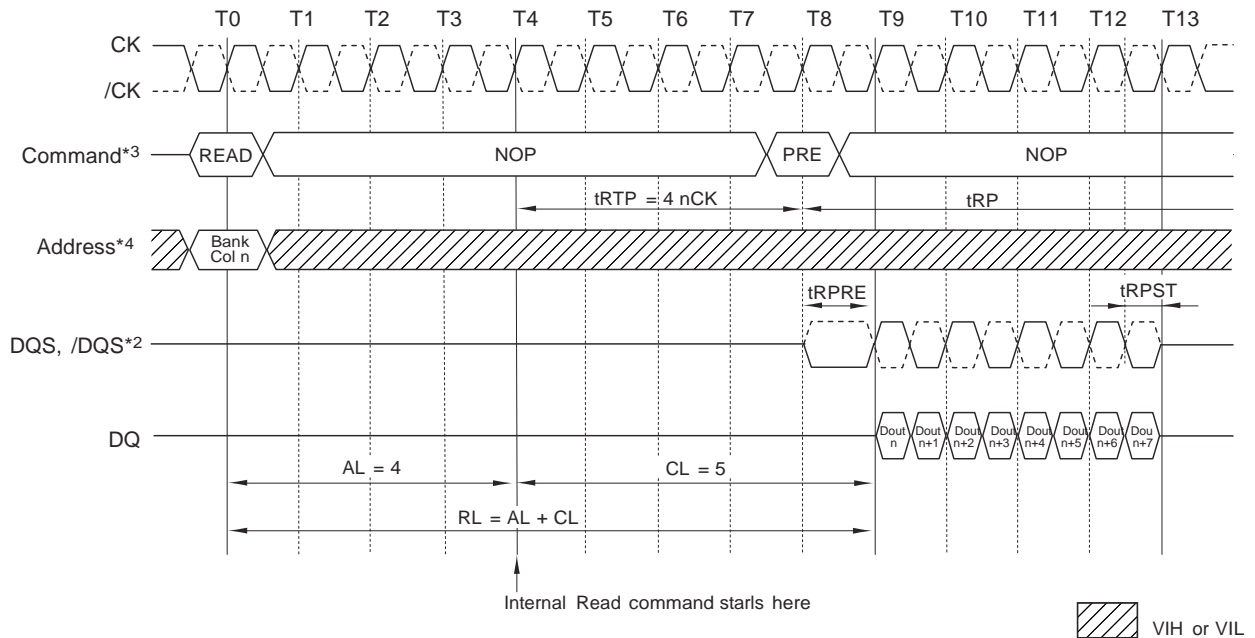 T0 T1 T2 T3 T4 T5 T6 T7 T8 T9 T10 T11 T12 T13
CK
/CK
Command*3 READ NOP PRE NOP
tRTP = 4 nCK tRP
Address*4 Bank
Col n
tRPRE tRPST
DQS, /DQS*2
DQ
Dout Dout Dout Dout Dout Dout Dout Dou
n n+1 n+2 n+3 n+4 n+5 n+6 n+7
AL = 4 CL = 5
RL = AL + CL
Internal Read command starls here
VIH or VIL